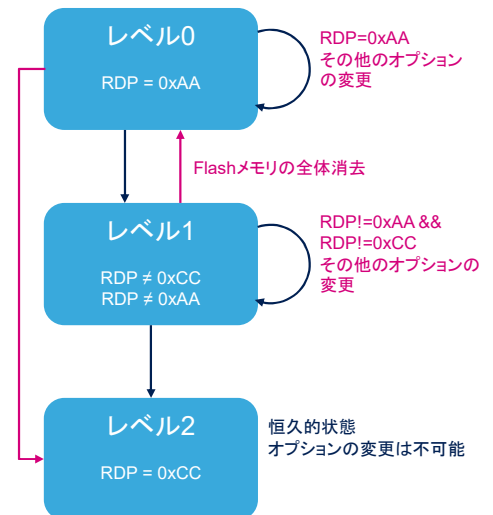 レベル0
RDP = 0xAA
RDP=0xAA
その他のオプション
の変更
Flashメモリの全体消去
レベル1
RDP ≠ 0xCC
RDP ≠ 0xAA
RDP!=0xAA &&
RDP!=0xCC
その他のオプションの
変更
レベル2
RDP = 0xCC
恒久的状態
オプションの変更は不可能